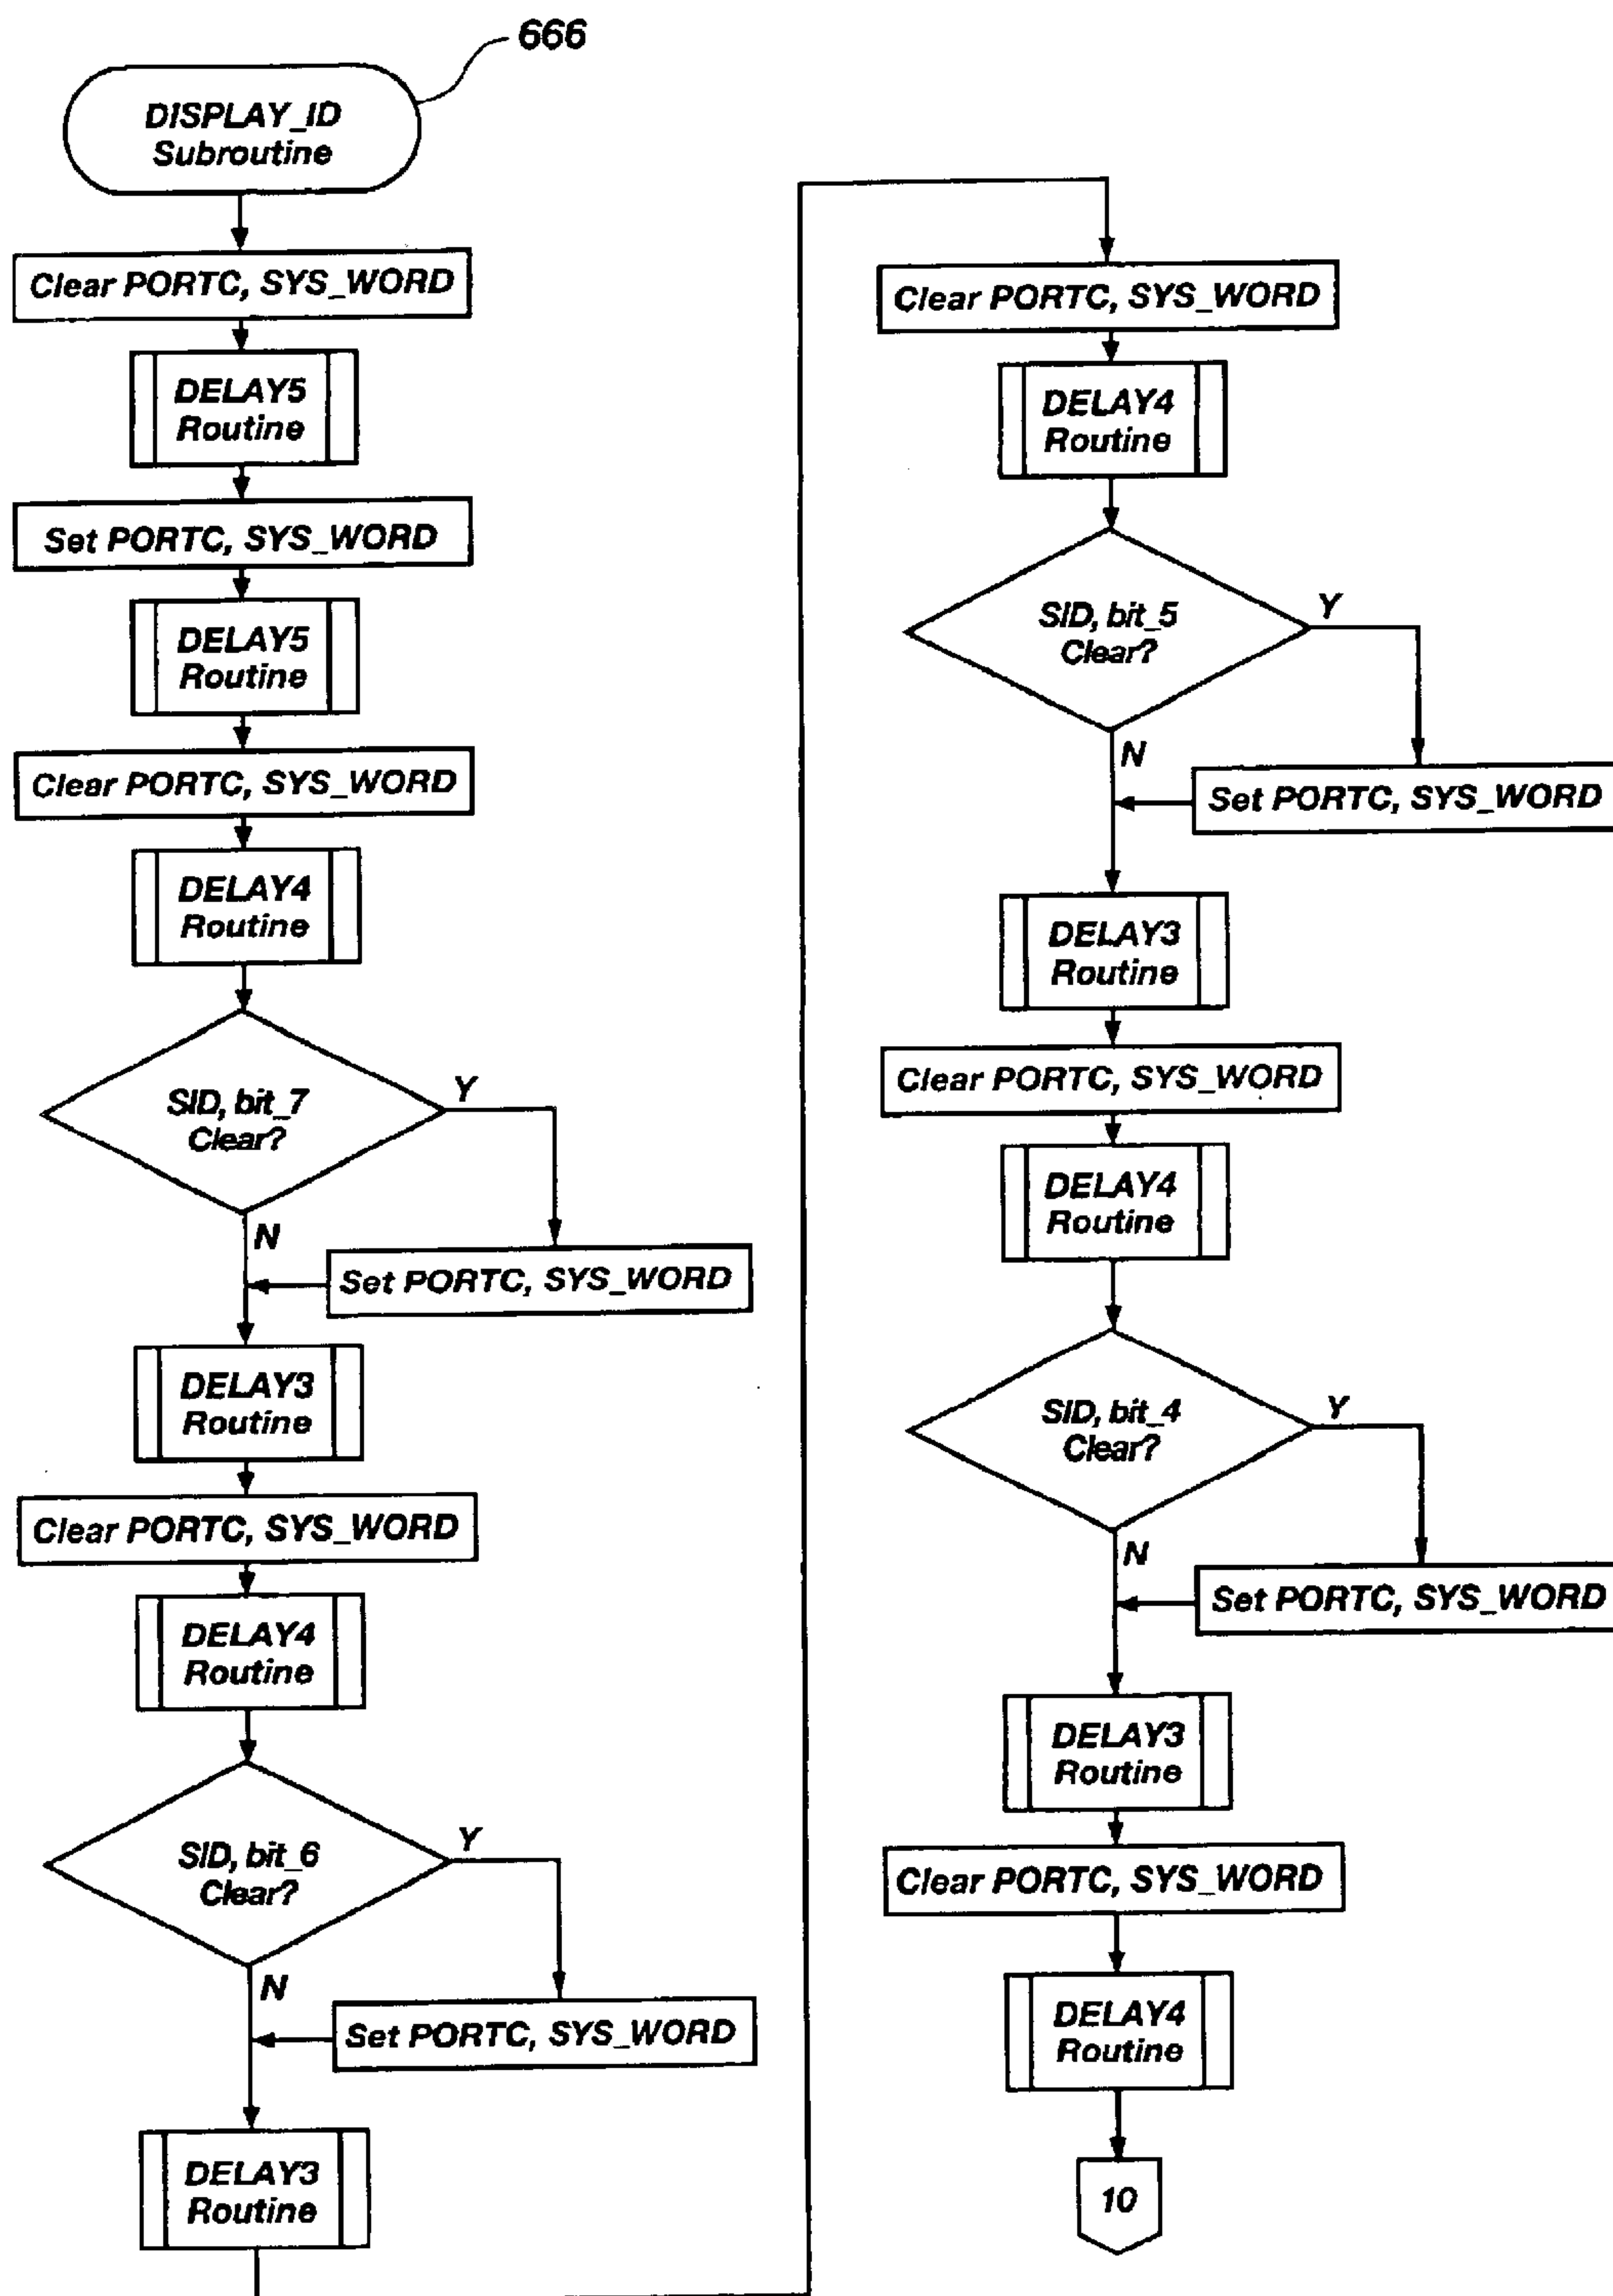 666
DISPLAY_ID
Subroutine
Clear PORTC, SYS_WORD
DELAY5
Routine
Set PORTC, SYS_WORD
DELAY5
Routine
Clear PORTC, SYS_WORD
DELAY4
Routine
SID, bit_7
Clear?
Y
N
Set PORTC, SYS_WORD
DELAY3
Routine
Clear PORTC, SYS_WORD
DELAY4
Routine
SID, bit_6
Clear?
Y
N
Set PORTC, SYS_WORD
DELAY3
Routine
Clear PORTC, SYS_WORD
DELAY4
Routine
SID, bit_5
Clear?
Y
N
Set PORTC, SYS_WORD
DELAY3
Routine
Clear PORTC, SYS_WORD
DELAY4
Routine
SID, bit_4
Clear?
Y
N
Set PORTC, SYS_WORD
DELAY3
Routine
Clear PORTC, SYS_WORD
DELAY4
Routine
10